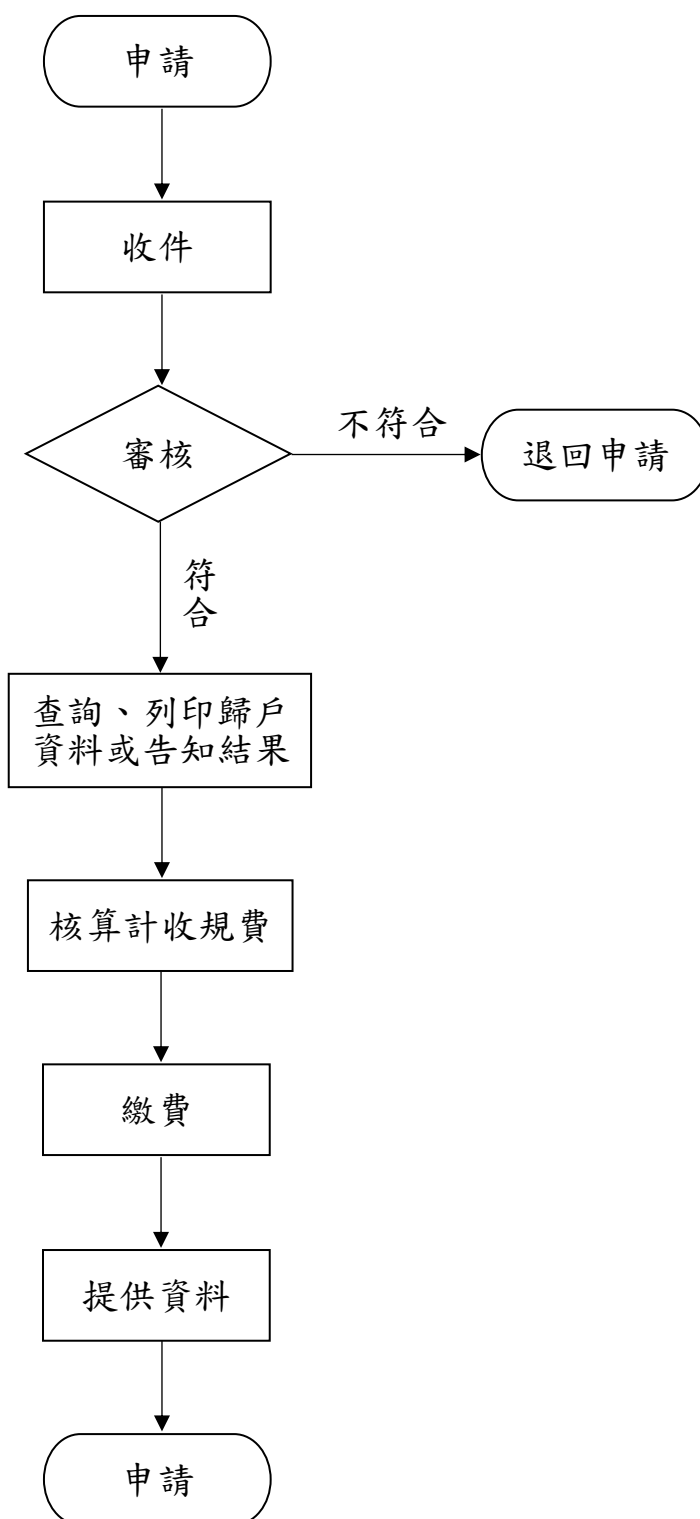 申請
收件
審核
不符合
退回申請
符
合
查詢、列印歸戶
資料或告知結果
核算計收規費
繳費
提供資料
申請